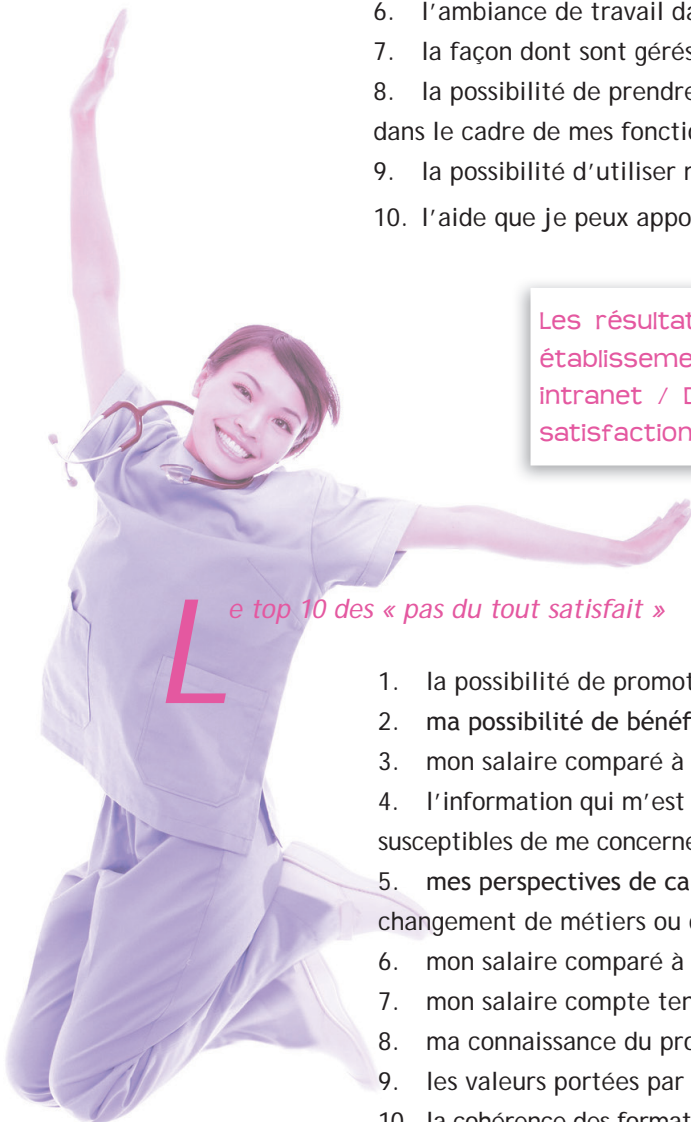 6. l'ambiance de travail da
7. la façon dont sont gérés
8. la possibilité de prendre
dans le cadre de mes fonctio
9. la possibilité d'utiliser
10. l'aide que je peux appo
Les résultat
établisseme
intranet / D
satisfaction
Le top 10 des « pas du tout satisfait »
1. la possibilité de promot
2. ma possibilité de bénéf
3. mon salaire comparé à
4. l'information qui m'est
susceptibles de me concerne
5. mes perspectives de ca
changement de métiers ou
6. mon salaire comparé à
7. mon salaire compte ten
8. ma connaissance du pro
9. les valeurs portées par
10. la cohérence des format